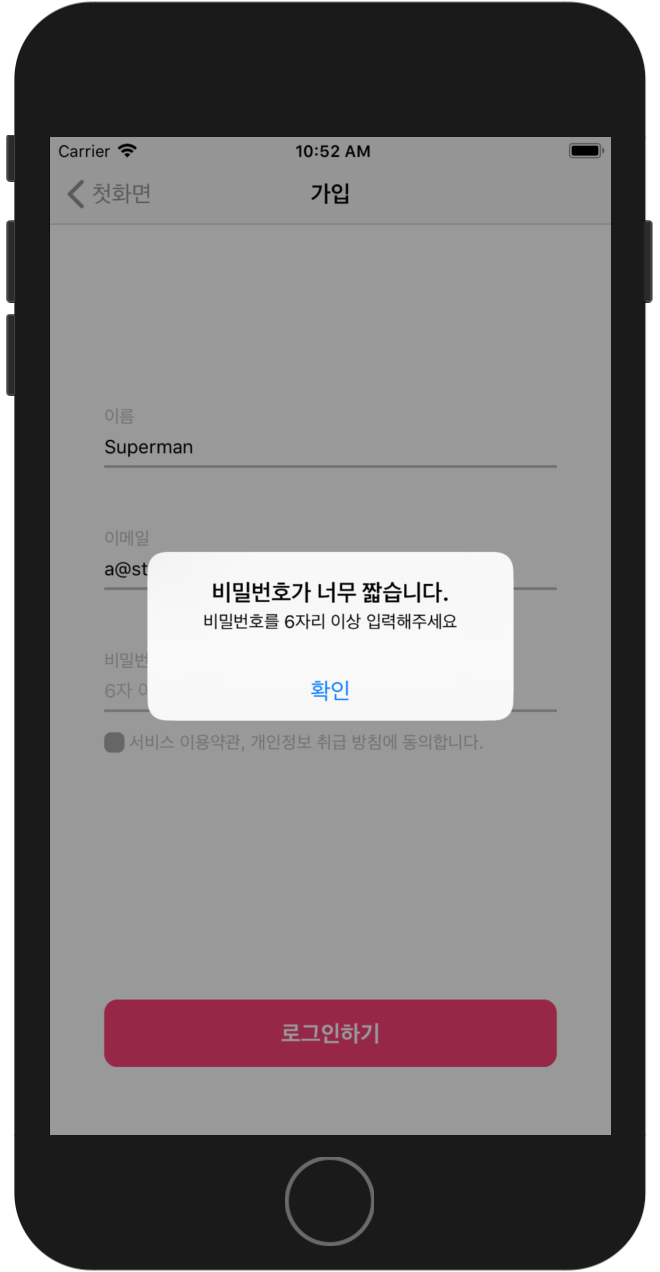 Carrier 10:52 AM
첫화면 가입
이름
Superman
이메일
a@st
비밀번호가 너무 짧습니다.
비밀번호를 6자리 이상 입력해주세요
비밀번
6자
확인
서비스 이용약관, 개인정보 취급 방침에 동의합니다.
로그인하기